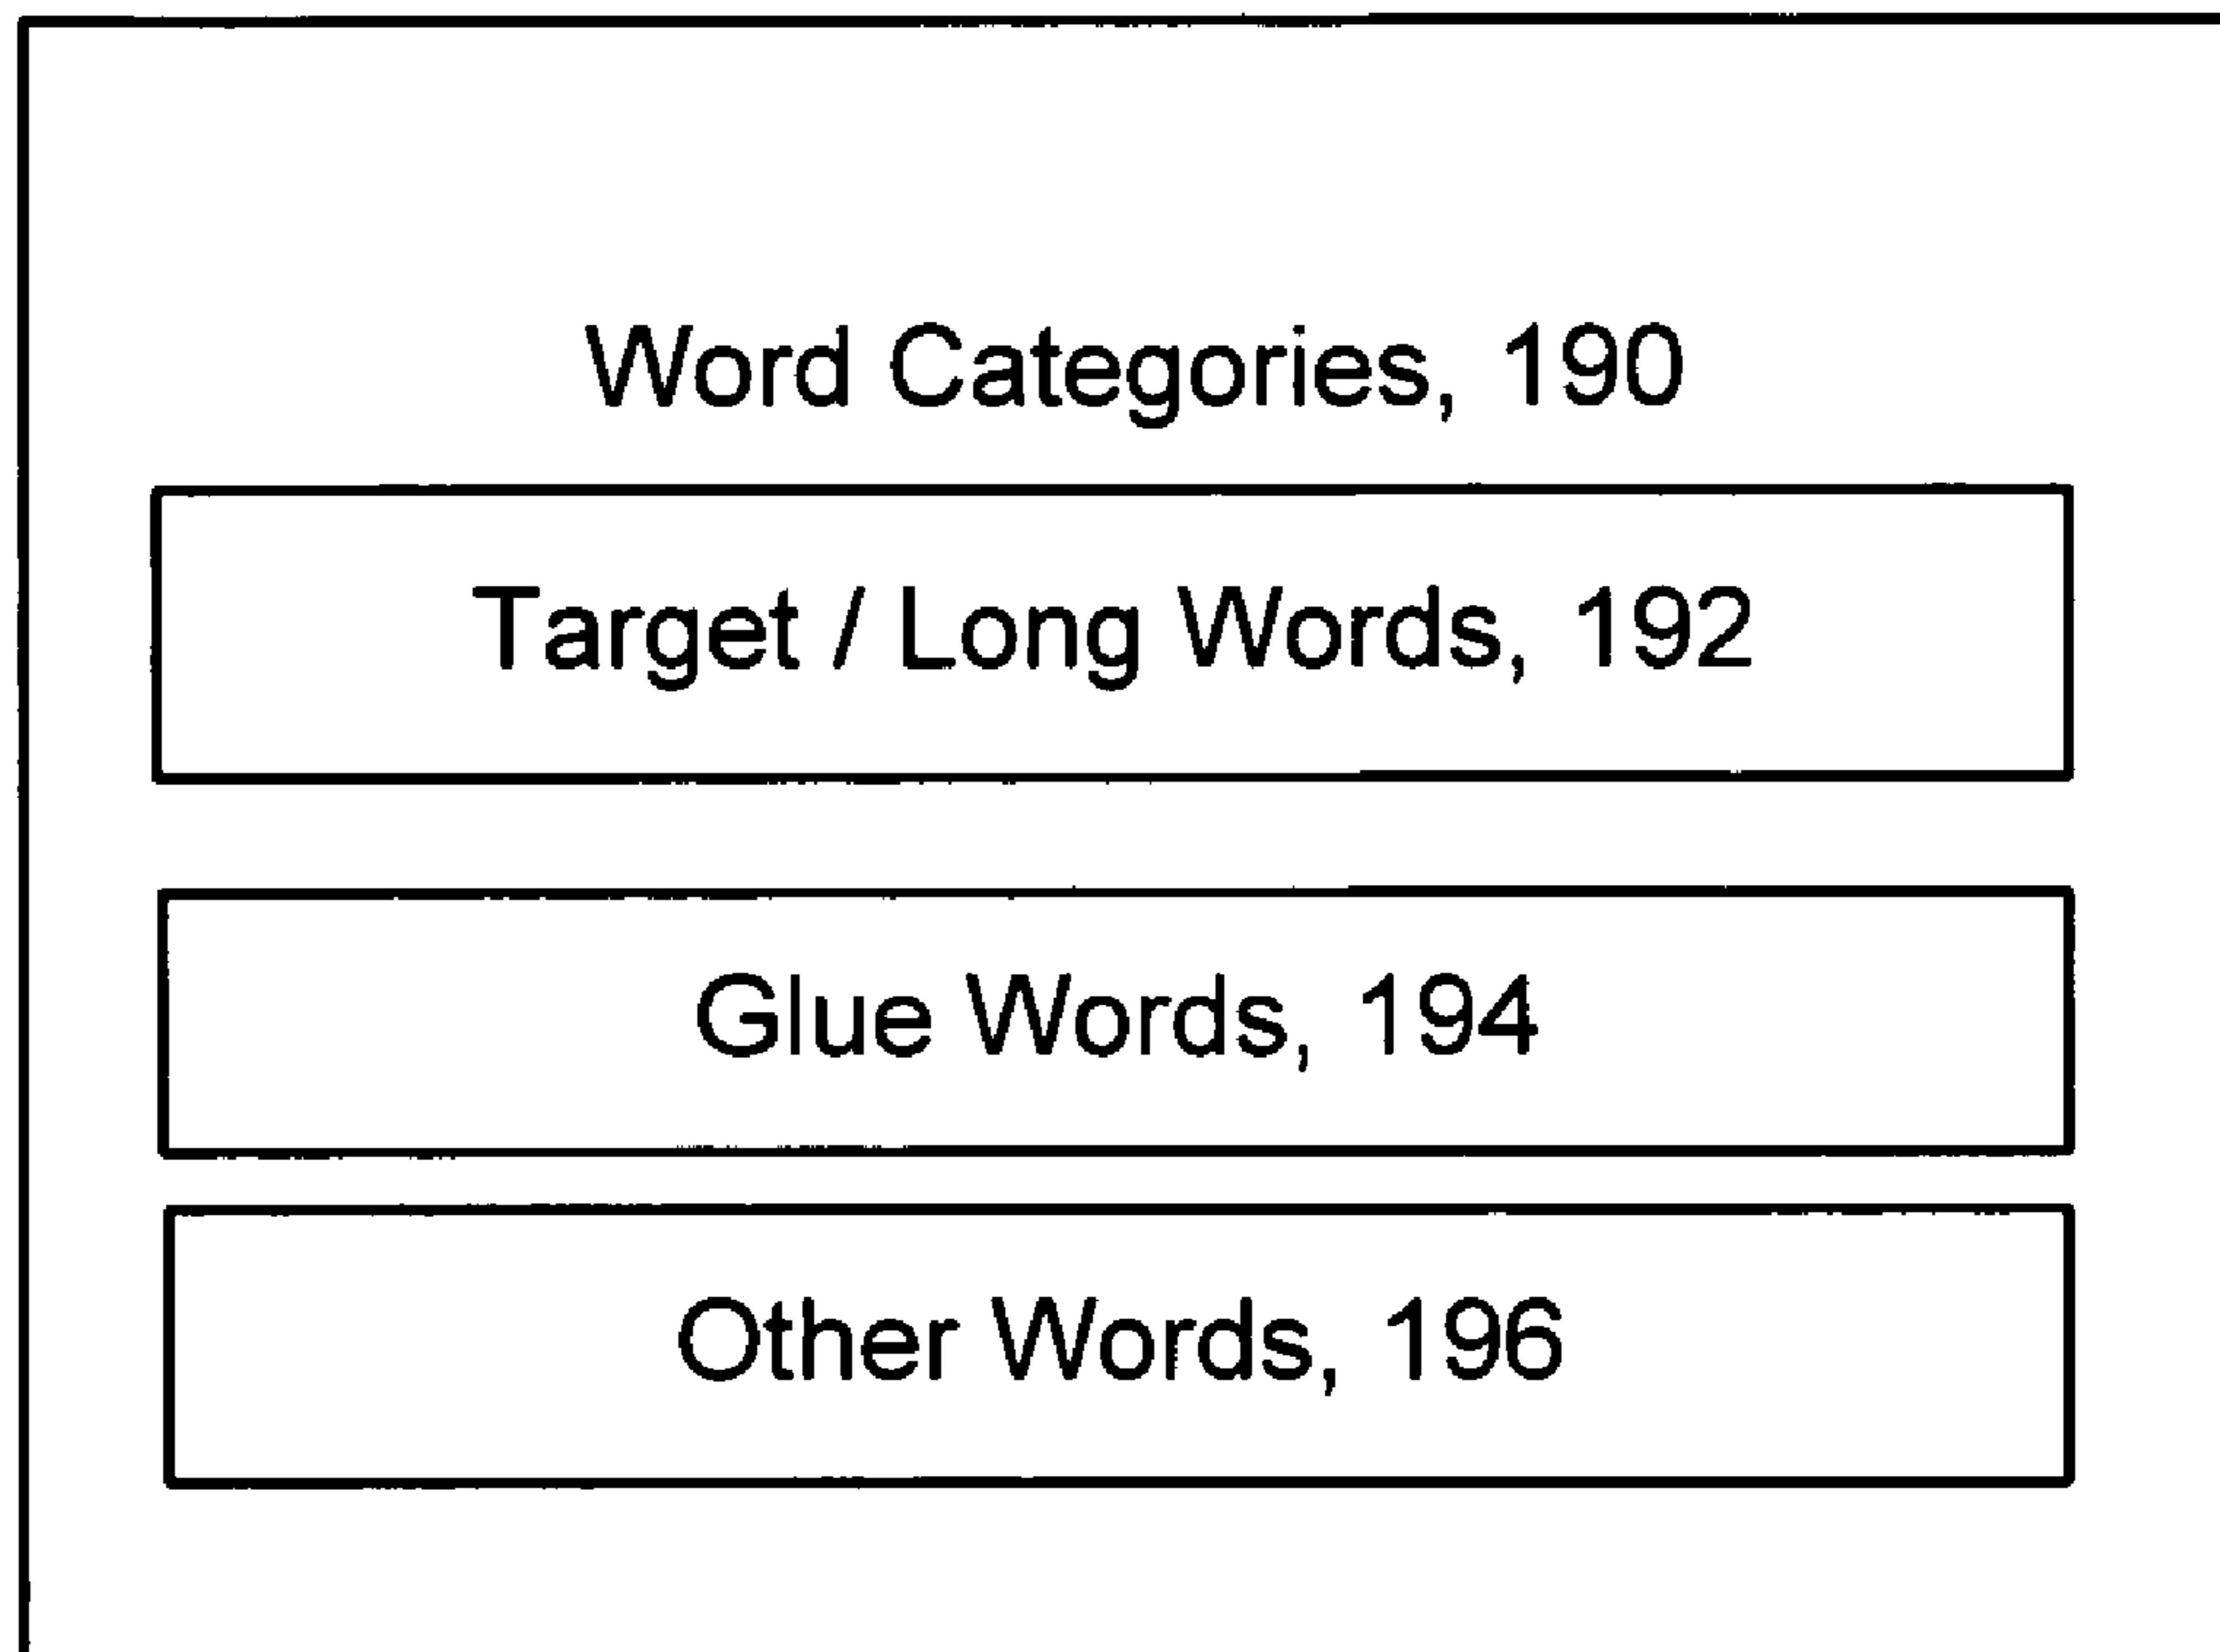 Word Categories, 190
Target / Long Words, 192
Glue Words, 194
Other Words, 196